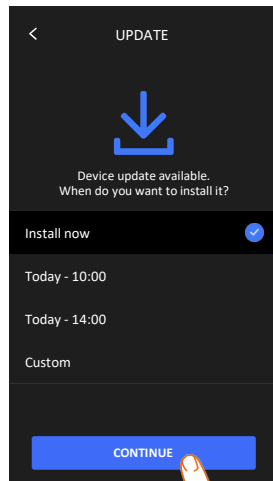 UPDATE
Device update available.
When do you want to install it?
Install now
Today - 10:00
Today - 14:00
Custom
CONTINUE